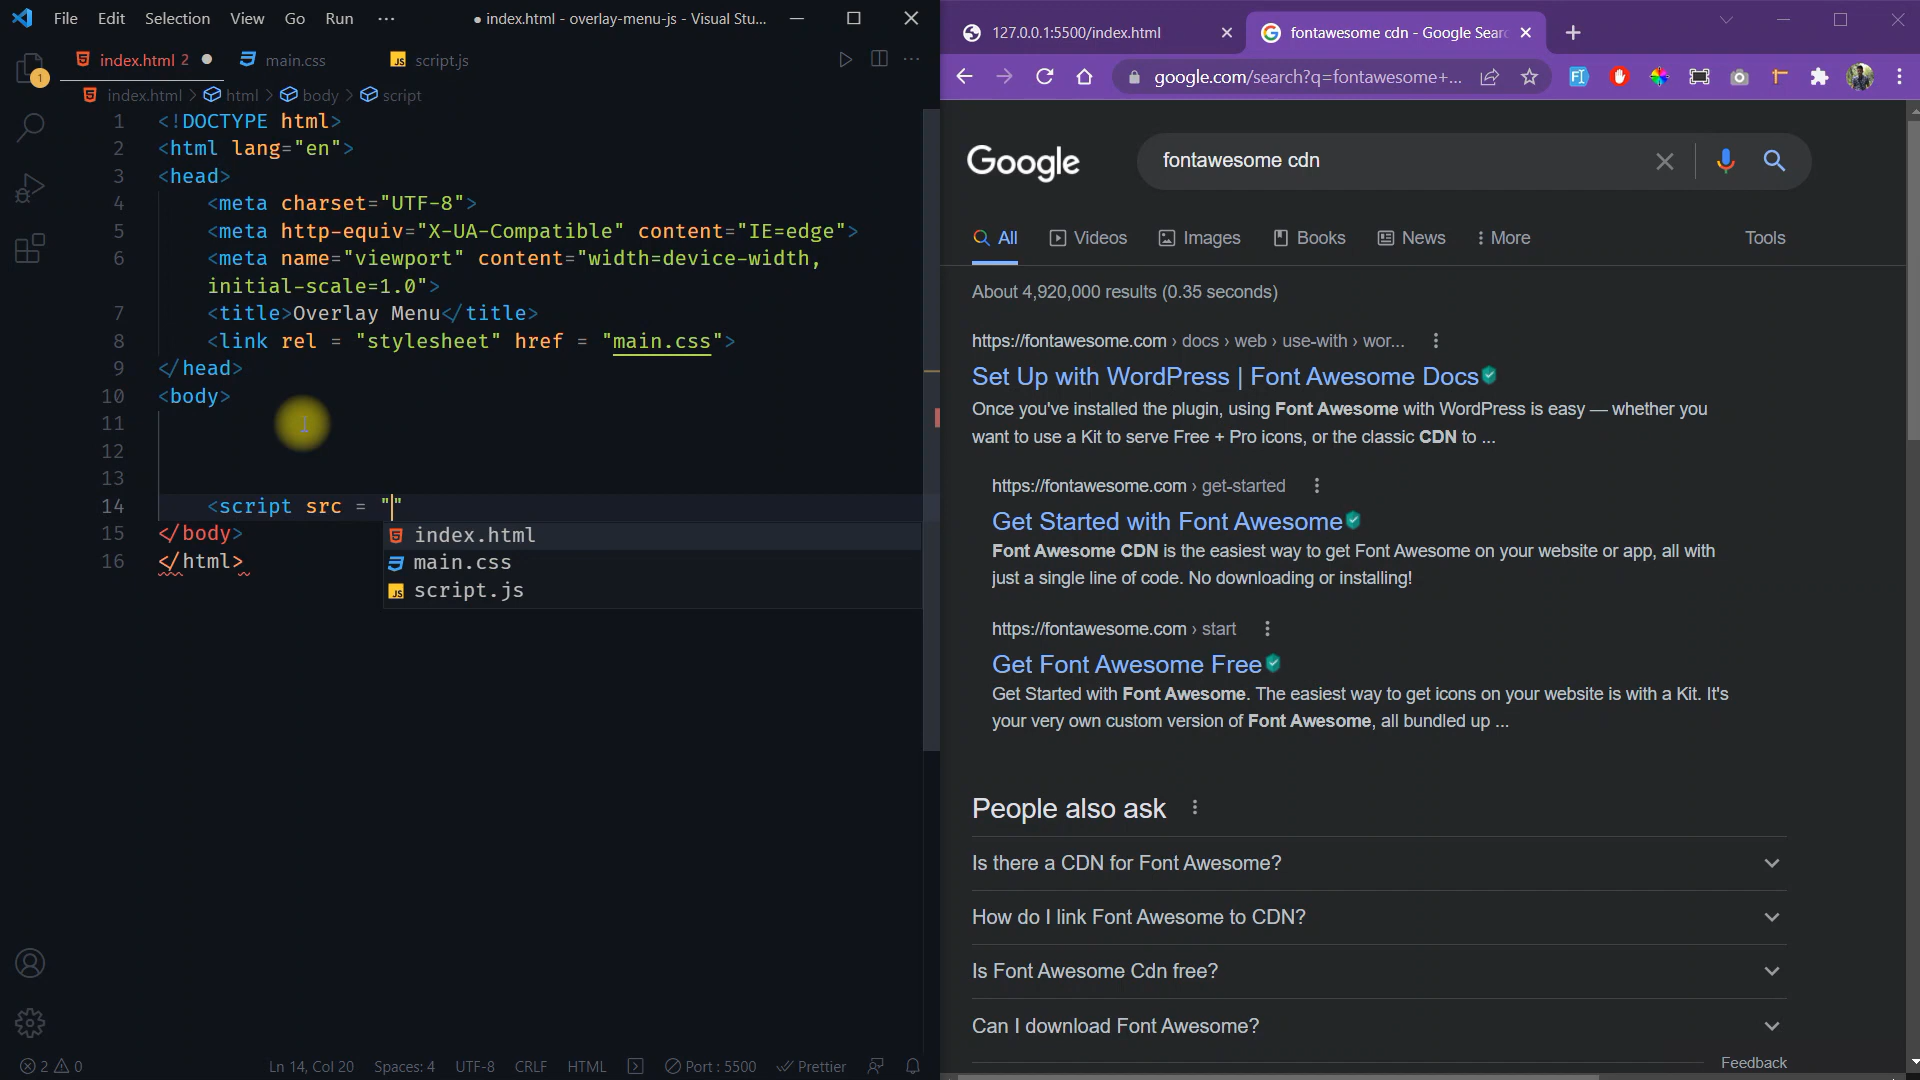 File Edit Selection View Go Run ··· ● index.html - overlay-menu-js - Visual Stu...
index.html 2 ● main.css script.js
index.html > html > body > script
1 <!DOCTYPE html>
2 <html lang="en">
3 <head>
4 <meta charset="UTF-8">
5 <meta http-equiv="X-UA-Compatible" content="IE=edge">
6 <meta name="viewport" content="width=device-width,
initial-scale=1.0">
7 <title>Overlay Menu</title>
8 <link rel = "stylesheet" href = "main.css">
9 </head>
10 <body>
11
12
13
14 <script src = ""
15 </body>
16 </html>
index.html
main.css
script.js
1
2 0 Ln 14, Col 20 Spaces: 4 UTF-8 CRLF HTML Port : 5500 Prettier
127.0.0.1:5500/index.html fontawesome cdn - Google Sear
google.com/search?q=fontawesome+...
Google
fontawesome cdn
All Videos Images Books News More Tools
About 4,920,000 results (0.35 seconds)
https://fontawesome.com › docs › web › use-with › wor...
Set Up with WordPress | Font Awesome Docs
Once you've installed the plugin, using Font Awesome with WordPress is easy — whether you
want to use a Kit to serve Free + Pro icons, or the classic CDN to ...
https://fontawesome.com › get-started
Get Started with Font Awesome
Font Awesome CDN is the easiest way to get Font Awesome on your website or app, all with
just a single line of code. No downloading or installing!
https://fontawesome.com › start
Get Font Awesome Free
Get Started with Font Awesome. The easiest way to get icons on your website is with a Kit. It's
your very own custom version of Font Awesome, all bundled up ...
People also ask
Is there a CDN for Font Awesome?
How do I link Font Awesome to CDN?
Is Font Awesome Cdn free?
Can I download Font Awesome?
Feedback